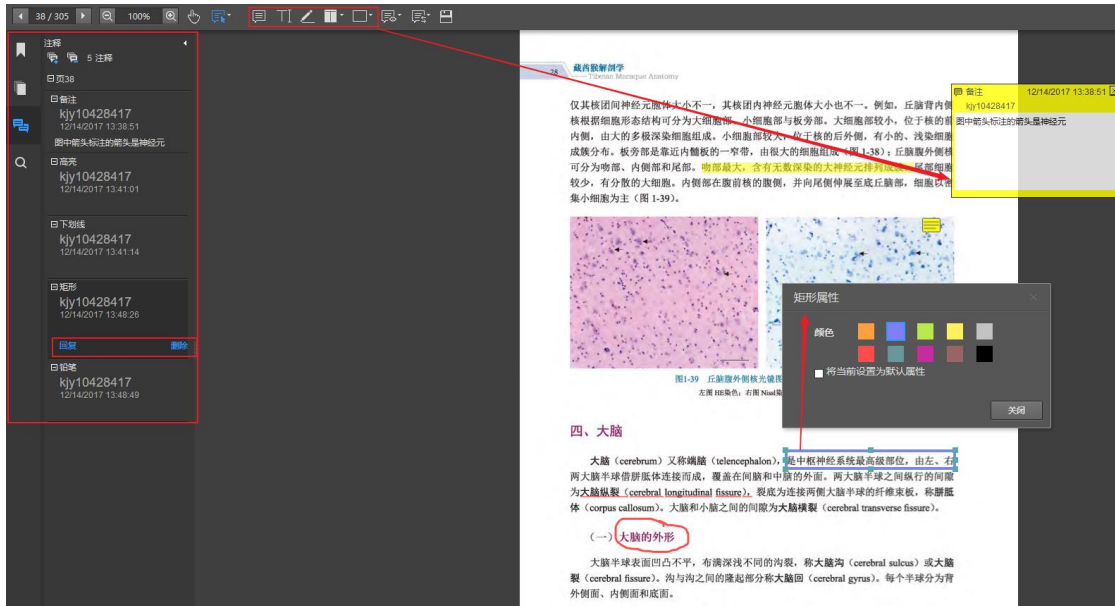 38 / 305
100%
注释
5 注释
页38
备注
kjy10428417
12/14/2017 13:38:51
图中箭头标注的箭头是神经元
高亮
kjy10428417
12/14/2017 13:41:01
下划线
kjy10428417
12/14/2017 13:41:14
矩形
kjy10428417
12/14/2017 13:48:26
回复 删除
铅笔
kjy10428417
12/14/2017 13:48:49
28 藏酋猴解剖学
Tibetan Macaque Anatomy
仅其核团间神经元胞体大小不一，其核团内神经元胞体大小也不一。例如，丘脑背内侧
核根据细胞形态结构可分为大细胞部、小细胞部与板旁部。大细胞部较小，位于核的前
内侧，由大的多极深染细胞组成。小细胞部较大，位于核的后外侧，有小的、浅染细胞
成簇分布。板旁部是靠近内髓板的一窄带，由很大的细胞组成（图 1-38）；丘脑腹外侧核
可分为吻部、内侧部和尾部。吻部最大，含有无数深染的大神经元排列成簇。尾部细胞
较少，有分散的大细胞。内侧部在腹前核的腹侧，并向尾侧伸展至底丘脑部，细胞以密
集小细胞为主（图 1-39）。
备注 12/14/2017 13:38:51
kjy10428417
图中箭头标注的箭头是神经元
图1-39 丘脑腹外侧核光镜图
左图 HE染色；右图 Nissl染
矩形属性
颜色
将当前设置为默认属性
关闭
四、大脑
大脑（cerebrum）又称端脑（telencephalon），是中枢神经系统最高级部位，由左、右
两大脑半球借胼胝体连接而成，覆盖在间脑和中脑的外面。两大脑半球之间纵行的间隙
为大脑纵裂（cerebral longitudinal fissure），裂底为连接两侧大脑半球的纤维束板，称胼胝
体（corpus callosum）。大脑和小脑之间的间隙为大脑横裂（cerebral transverse fissure）。
（一）大脑的外形
大脑半球表面凹凸不平，布满深浅不同的沟裂，称大脑沟（cerebral sulcus）或大脑
裂（cerebral fissure）。沟与沟之间的隆起部分称大脑回（cerebral gyrus）。每个半球分为背
外侧面、内侧面和底面。